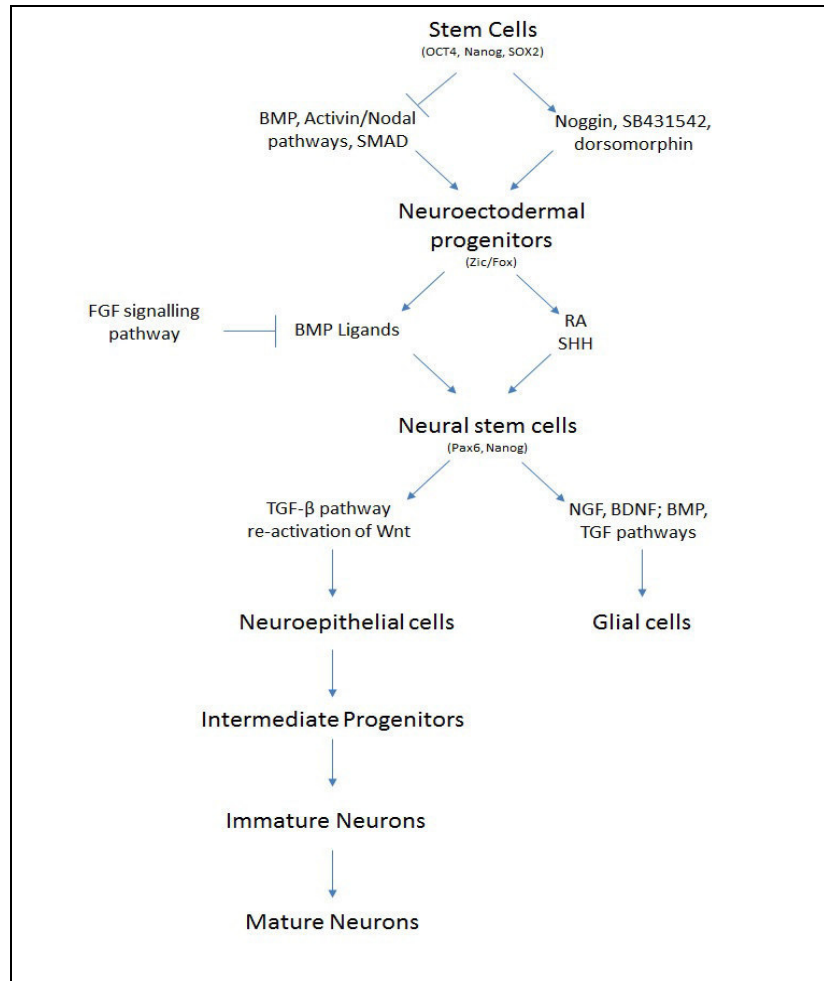 Stem Cells
(OCT4, Nanog, SOX2)
BMP, Activin/Nodal
pathways, SMAD
Noggin, SB431542,
dorsomorphin
Neuroectodermal
progenitors
(Zic/Fox)
FGF signalling
pathway
BMP Ligands
RA
SHH
Neural stem cells
(Pax6, Nanog)
TGF-β pathway
re-activation of Wnt
NGF, BDNF; BMP,
TGF pathways
Neuroepithelial cells
Glial cells
Intermediate Progenitors
Immature Neurons
Mature Neurons